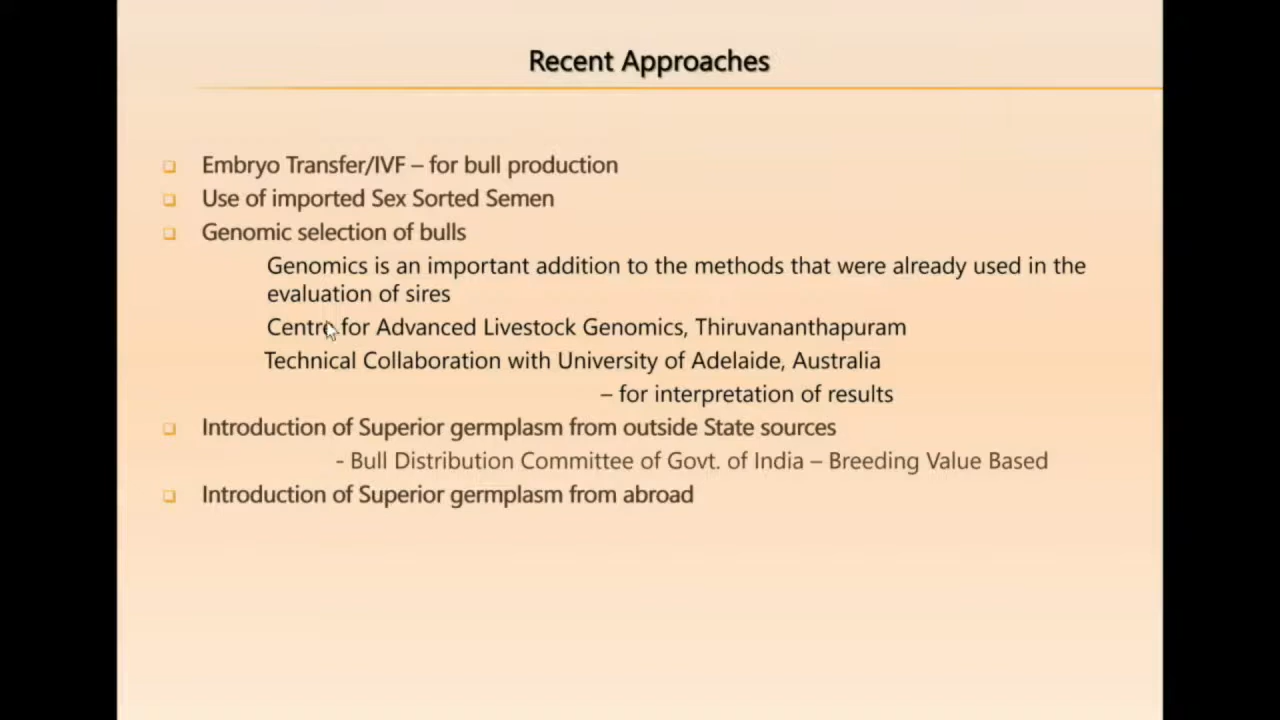 Recent Approaches
Embryo Transfer/IVF – for bull production
Use of imported Sex Sorted Semen
Genomic selection of bulls
Genomics is an important addition to the methods that were already used in the
evaluation of sires
Centre for Advanced Livestock Genomics, Thiruvananthapuram
Technical Collaboration with University of Adelaide, Australia
– for interpretation of results
Introduction of Superior germplasm from outside State sources
- Bull Distribution Committee of Govt. of India – Breeding Value Based
Introduction of Superior germplasm from abroad